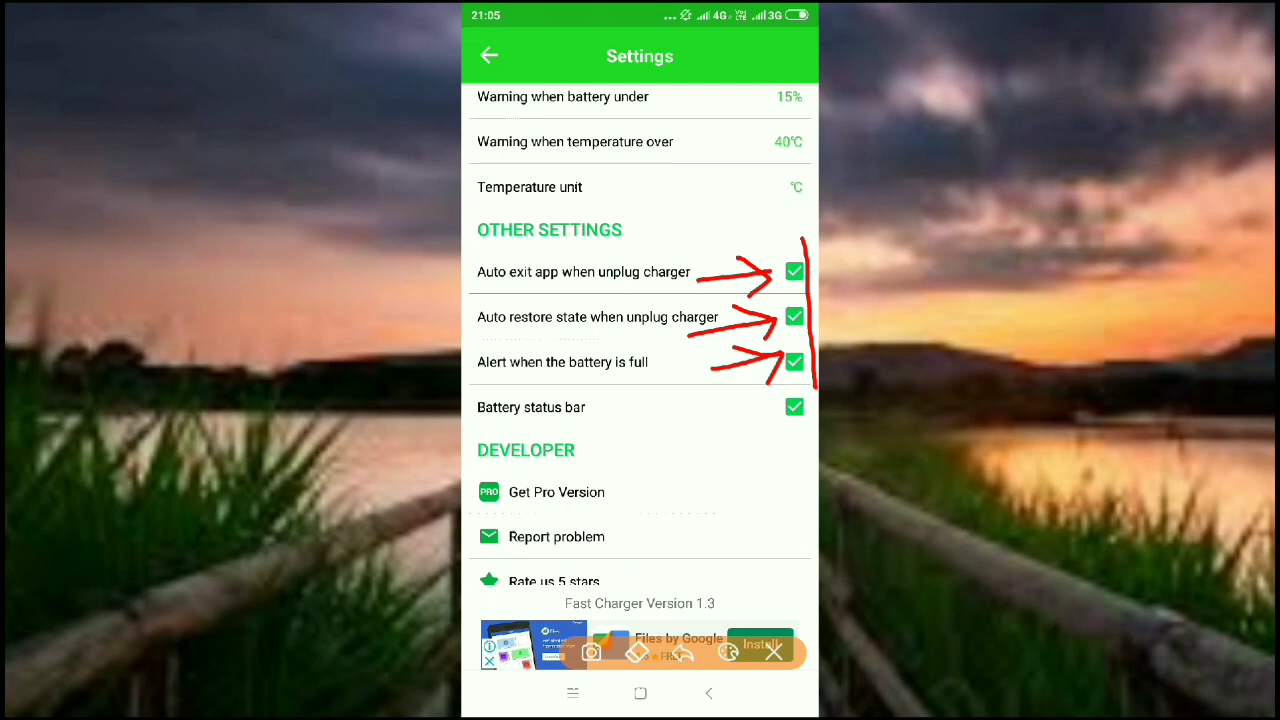 21:05 ... 4G 3G
Settings
Warning when battery under 15%
Warning when temperature over 40℃
Temperature unit ℃
OTHER SETTINGS
Auto exit app when unplug charger
Auto restore state when unplug charger
Alert when the battery is full
Battery status bar
DEVELOPER
PRO Get Pro Version
Report problem
Rate us 5 stars
Fast Charger Version 1.3
Files by Google Install